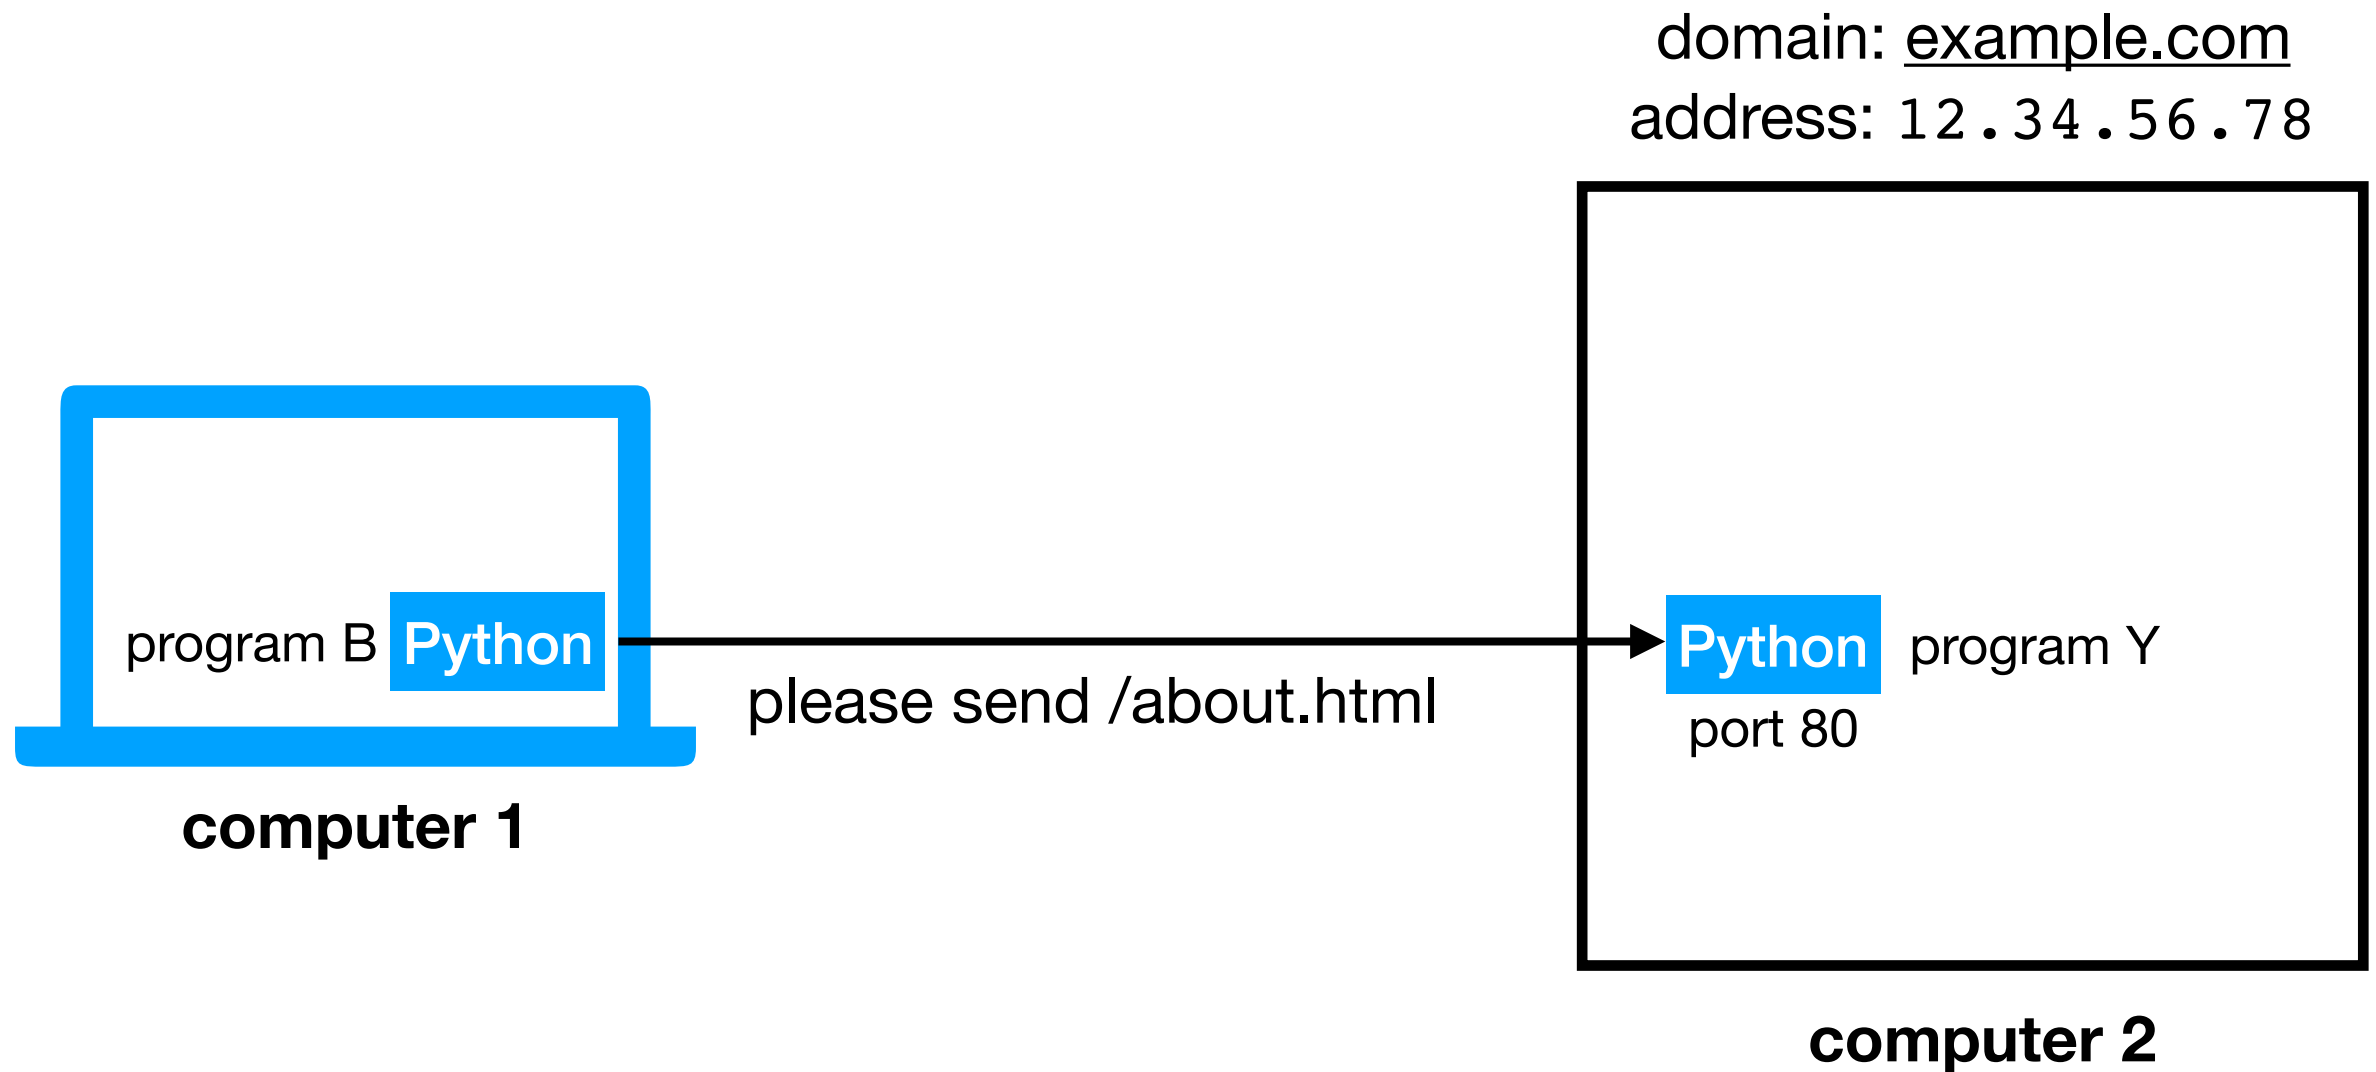 domain: example.com
address: 12.34.56.78
program B Python
please send /about.html
Python program Y
port 80
computer 1
computer 2